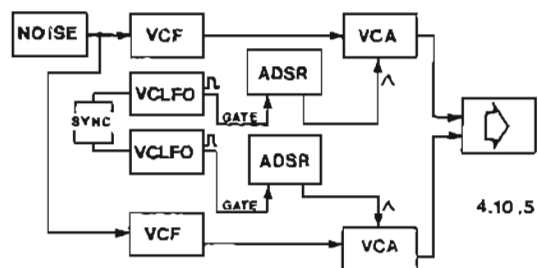 NOISE
VCF
VCA
VCLFO
ADSR
GATE
SYNC
VCLFO
ADSR
GATE
4.10.5
VCF
VCA